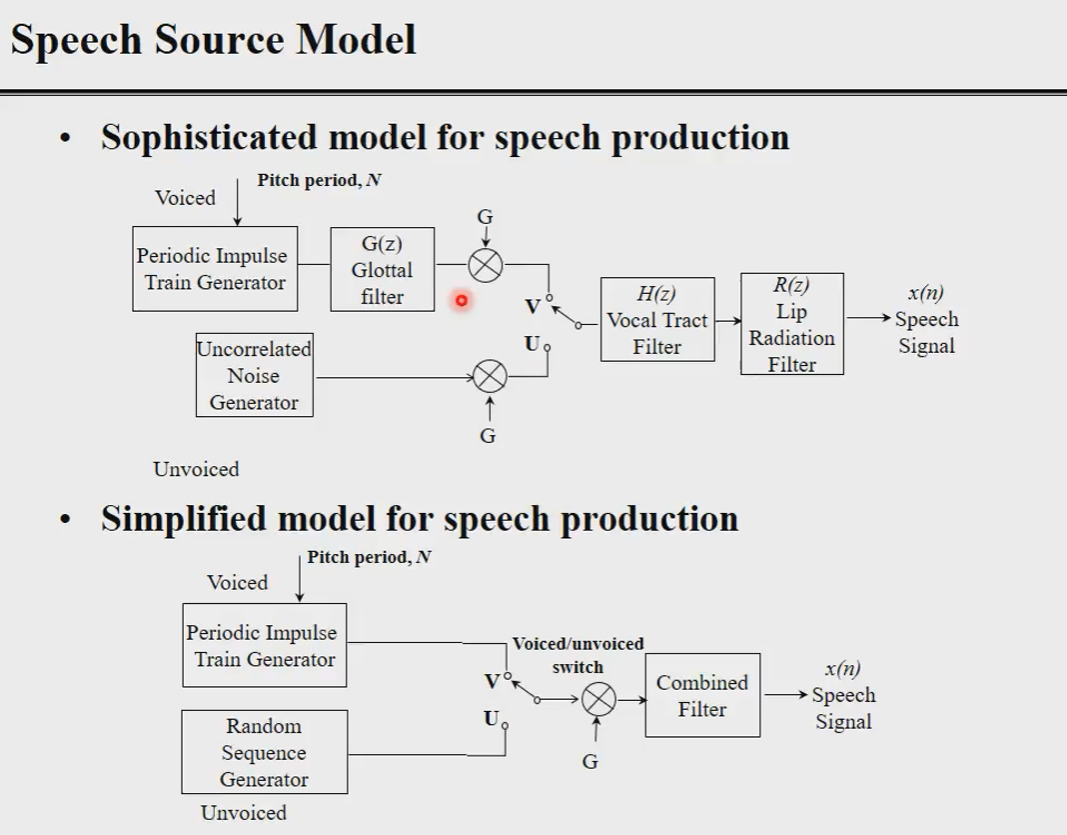 Speech Source Model
• Sophisticated model for speech production
Pitch period, N
Voiced
Periodic Impulse
Train Generator
G(z)
Glottal
filter
G
V
U
Uncorrelated
Noise
Generator
G
H(z)
Vocal Tract
Filter
R(z)
Lip
Radiation
Filter
x(n)
Speech
Signal
Unvoiced
• Simplified model for speech production
Pitch period, N
Voiced
Periodic Impulse
Train Generator
Voiced/unvoiced
switch
V
U
Random
Sequence
Generator
G
Combined
Filter
x(n)
Speech
Signal
Unvoiced